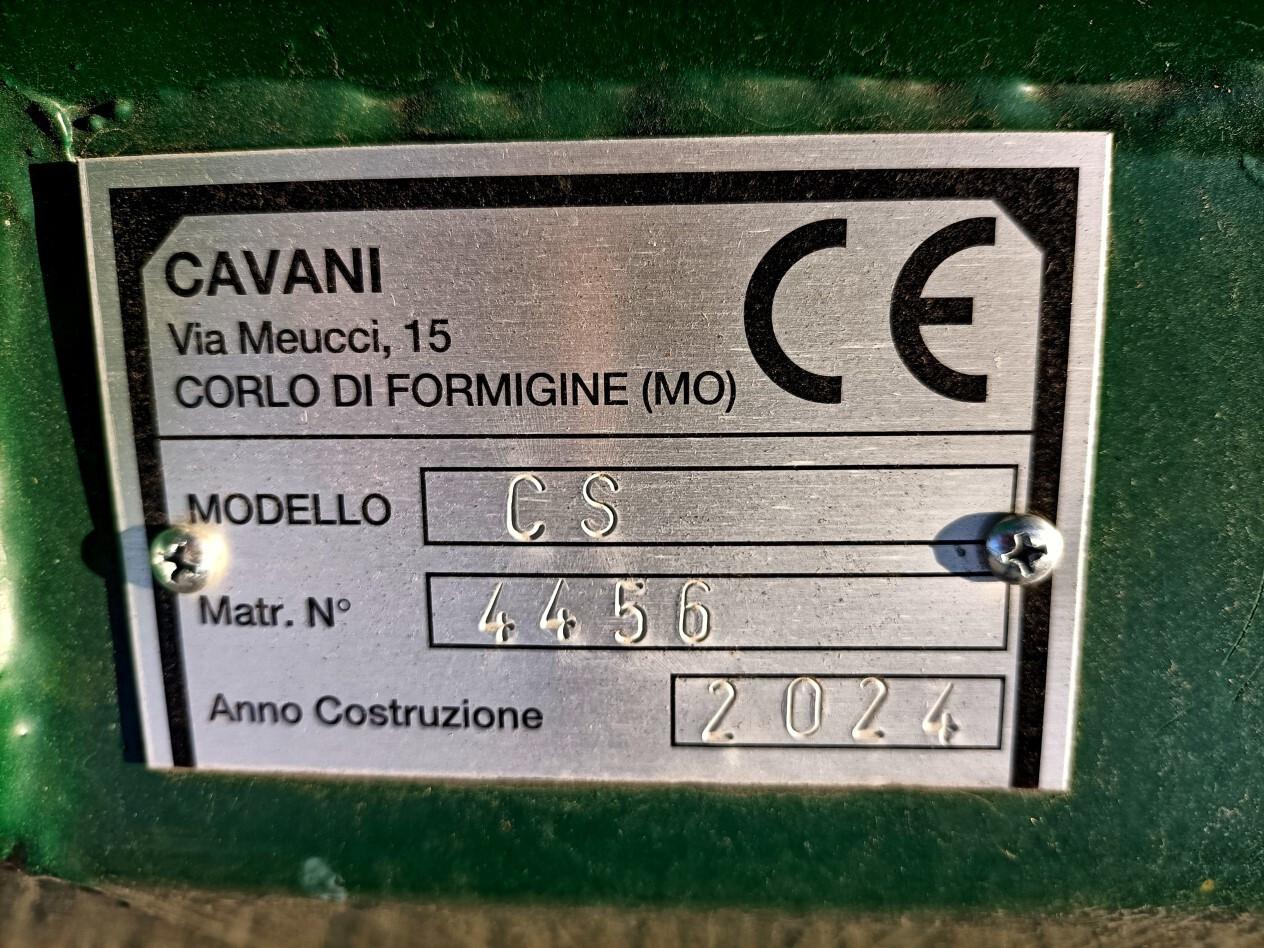 CAVANI
Via Meucci, 15
CORLO DI FORMIGINE (MO)
CE
MODELLO CS
Matr. N° 4456
Anno Costruzione 2024